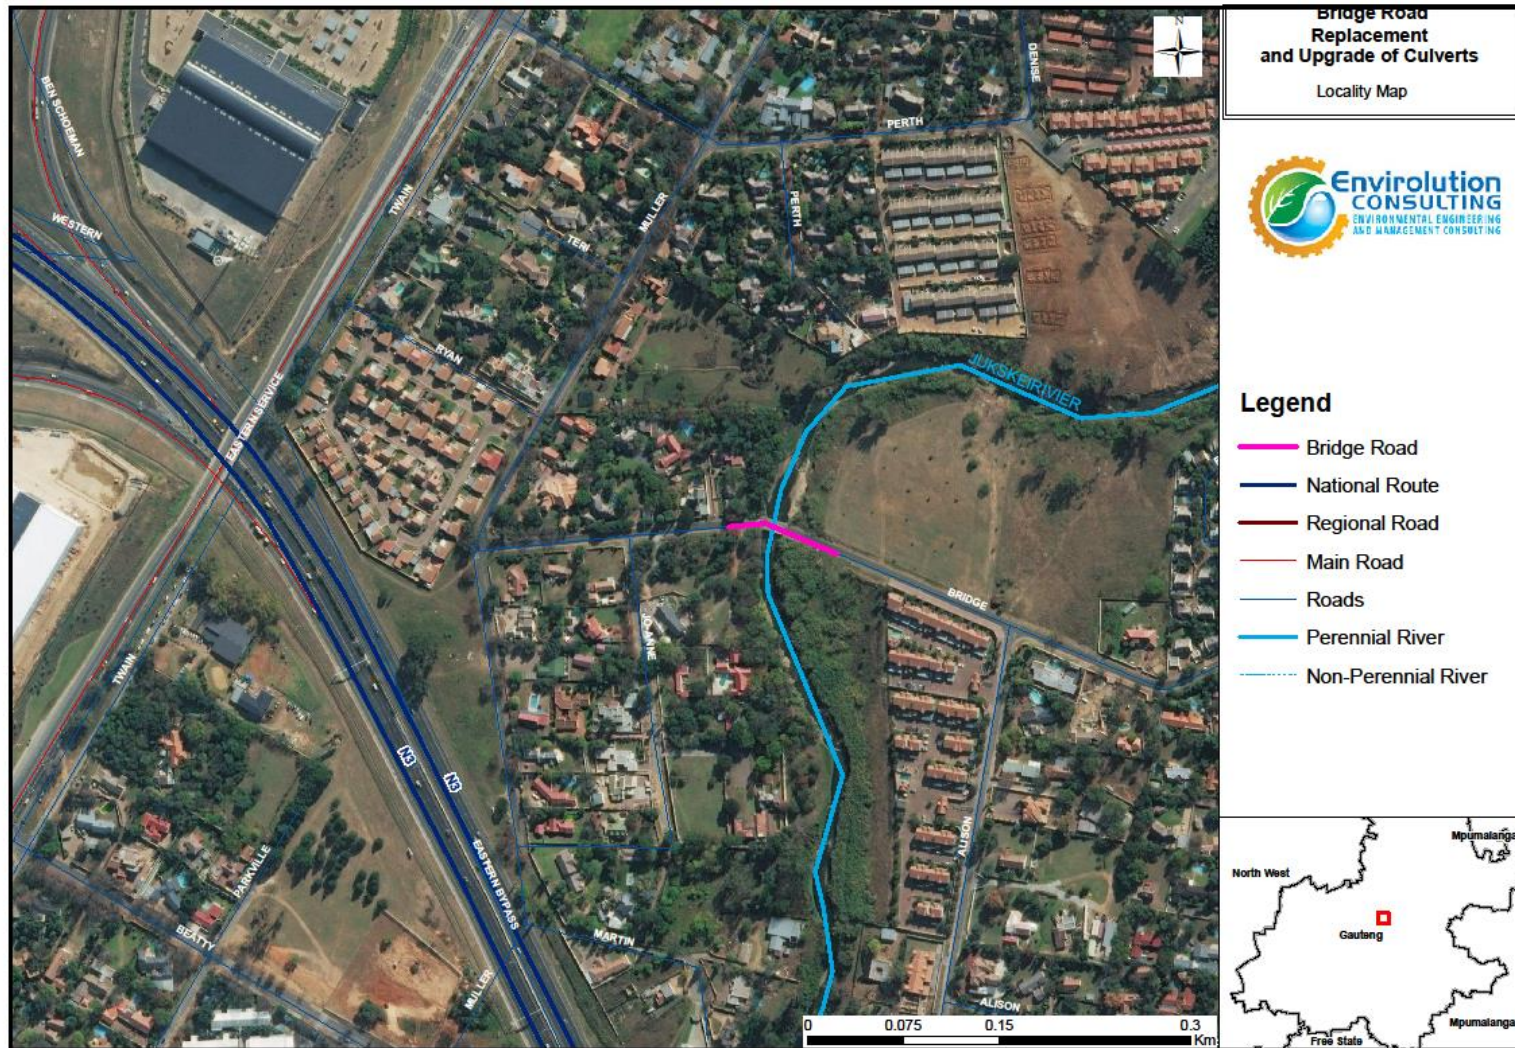 Bridge Road
Replacement
and Upgrade of Culverts
Locality Map
Envirolution
CONSULTING
ENVIRONMENTAL ENGINEERING
AND MANAGEMENT CONSULTING
Legend
Bridge Road
National Route
Regional Road
Main Road
Roads
Perennial River
Non-Perennial River
BEN SCHOEMAN
WESTERN
TWAIN
EASTERN SERVICE
TERI
MULLER
PERTH
PERTH
DENISE
RYAN
JUKSKEIRIVIER
BRIDGE
JO ANNE
TWAIN
N3
N3
EASTERN BYPASS
PARKVILLE
BEATTY
MULLER
MARTIN
ALISON
ALISON
0 0.075 0.15 0.3
Km
North West
Mpumalanga
Gauteng
Mpumalanga
Free State